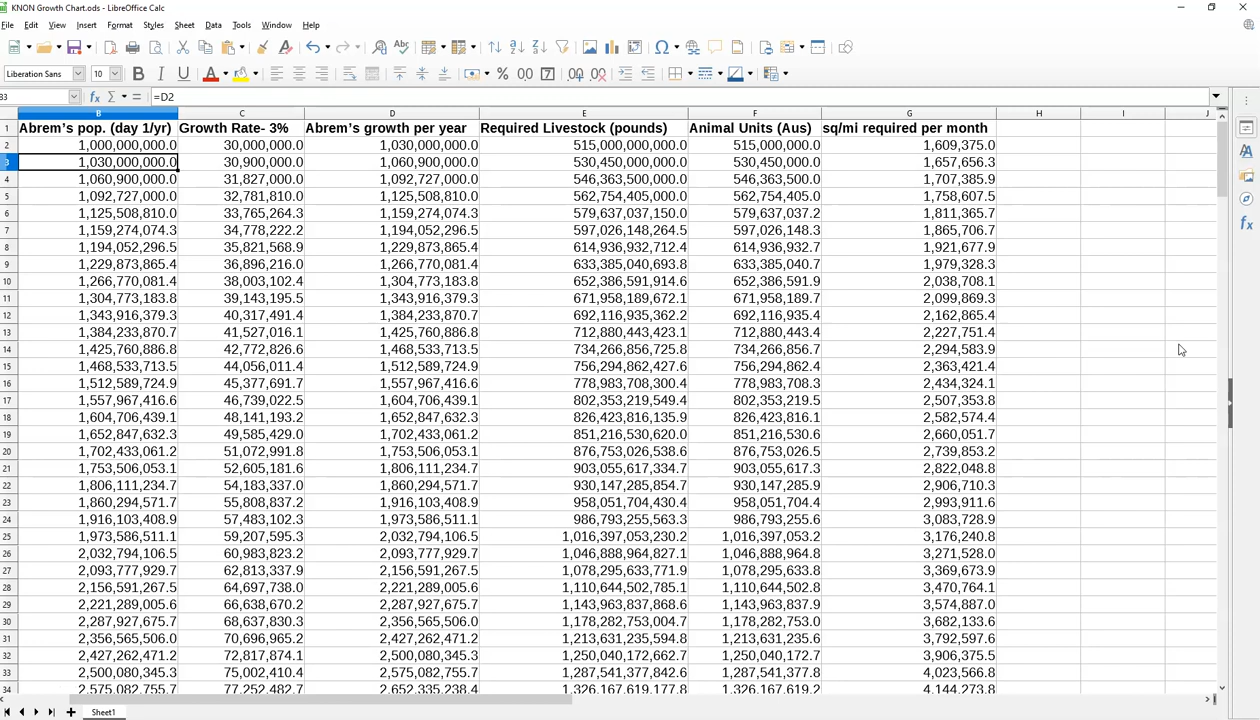 KNON Growth Chart.ods - LibreOffice Calc
File Edit View Insert Format Styles Sheet Data Tools Window Help
Liberation Sans 10 B I U A
B3 fx Σ = =D2
B C D E F G H I J
1 Abrem's pop. (day 1/yr) Growth Rate- 3% Abrem's growth per year Required Livestock (pounds) Animal Units (Aus) sq/mi required per month
2 1,000,000,000.0 30,000,000.0 1,030,000,000.0 515,000,000,000.0 515,000,000.0 1,609,375.0
3 1,030,000,000.0 30,900,000.0 1,060,900,000.0 530,450,000,000.0 530,450,000.0 1,657,656.3
4 1,060,900,000.0 31,827,000.0 1,092,727,000.0 546,363,500,000.0 546,363,500.0 1,707,385.9
5 1,092,727,000.0 32,781,810.0 1,125,508,810.0 562,754,405,000.0 562,754,405.0 1,758,607.5
6 1,125,508,810.0 33,765,264.3 1,159,274,074.3 579,637,037,150.0 579,637,037.2 1,811,365.7
7 1,159,274,074.3 34,778,222.2 1,194,052,296.5 597,026,148,264.5 597,026,148.3 1,865,706.7
8 1,194,052,296.5 35,821,568.9 1,229,873,865.4 614,936,932,712.4 614,936,932.7 1,921,677.9
9 1,229,873,865.4 36,896,216.0 1,266,770,081.4 633,385,040,693.8 633,385,040.7 1,979,328.3
10 1,266,770,081.4 38,003,102.4 1,304,773,183.8 652,386,591,914.6 652,386,591.9 2,038,708.1
11 1,304,773,183.8 39,143,195.5 1,343,916,379.3 671,958,189,672.1 671,958,189.7 2,099,869.3
12 1,343,916,379.3 40,317,491.4 1,384,233,870.7 692,116,935,362.2 692,116,935.4 2,162,865.4
13 1,384,233,870.7 41,527,016.1 1,425,760,886.8 712,880,443,423.1 712,880,443.4 2,227,751.4
14 1,425,760,886.8 42,772,826.6 1,468,533,713.5 734,266,856,725.8 734,266,856.7 2,294,583.9
15 1,468,533,713.5 44,056,011.4 1,512,589,724.9 756,294,862,427.6 756,294,862.4 2,363,421.4
16 1,512,589,724.9 45,377,691.7 1,557,967,416.6 778,983,708,300.4 778,983,708.3 2,434,324.1
17 1,557,967,416.6 46,739,022.5 1,604,706,439.1 802,353,219,549.4 802,353,219.5 2,507,353.8
18 1,604,706,439.1 48,141,193.2 1,652,847,632.3 826,423,816,135.9 826,423,816.1 2,582,574.4
19 1,652,847,632.3 49,585,429.0 1,702,433,061.2 851,216,530,620.0 851,216,530.6 2,660,051.7
20 1,702,433,061.2 51,072,991.8 1,753,506,053.1 876,753,026,538.6 876,753,026.5 2,739,853.2
21 1,753,506,053.1 52,605,181.6 1,806,111,234.7 903,055,617,334.7 903,055,617.3 2,822,048.8
22 1,806,111,234.7 54,183,337.0 1,860,294,571.7 930,147,285,854.7 930,147,285.9 2,906,710.3
23 1,860,294,571.7 55,808,837.2 1,916,103,408.9 958,051,704,430.4 958,051,704.4 2,993,911.6
24 1,916,103,408.9 57,483,102.3 1,973,586,511.1 986,793,255,563.3 986,793,255.6 3,083,728.9
25 1,973,586,511.1 59,207,595.3 2,032,794,106.5 1,016,397,053,230.2 1,016,397,053.2 3,176,240.8
26 2,032,794,106.5 60,983,823.2 2,093,777,929.7 1,046,888,964,827.1 1,046,888,964.8 3,271,528.0
27 2,093,777,929.7 62,813,337.9 2,156,591,267.5 1,078,295,633,771.9 1,078,295,633.8 3,369,673.9
28 2,156,591,267.5 64,697,738.0 2,221,289,005.6 1,110,644,502,785.1 1,110,644,502.8 3,470,764.1
29 2,221,289,005.6 66,638,670.2 2,287,927,675.7 1,143,963,837,868.6 1,143,963,837.9 3,574,887.0
30 2,287,927,675.7 68,637,830.3 2,356,565,506.0 1,178,282,753,004.7 1,178,282,753.0 3,682,133.6
31 2,356,565,506.0 70,696,965.2 2,427,262,471.2 1,213,631,235,594.8 1,213,631,235.6 3,792,597.6
32 2,427,262,471.2 72,817,874.1 2,500,080,345.3 1,250,040,172,662.7 1,250,040,172.7 3,906,375.5
33 2,500,080,345.3 75,002,410.4 2,575,082,755.7 1,287,541,377,842.6 1,287,541,377.8 4,023,566.8
34 2,575,082,755.7 77,252,482.7 2,652,335,238.4 1,326,167,619,177.8 1,326,167,619.2 4,144,273.8
Sheet1